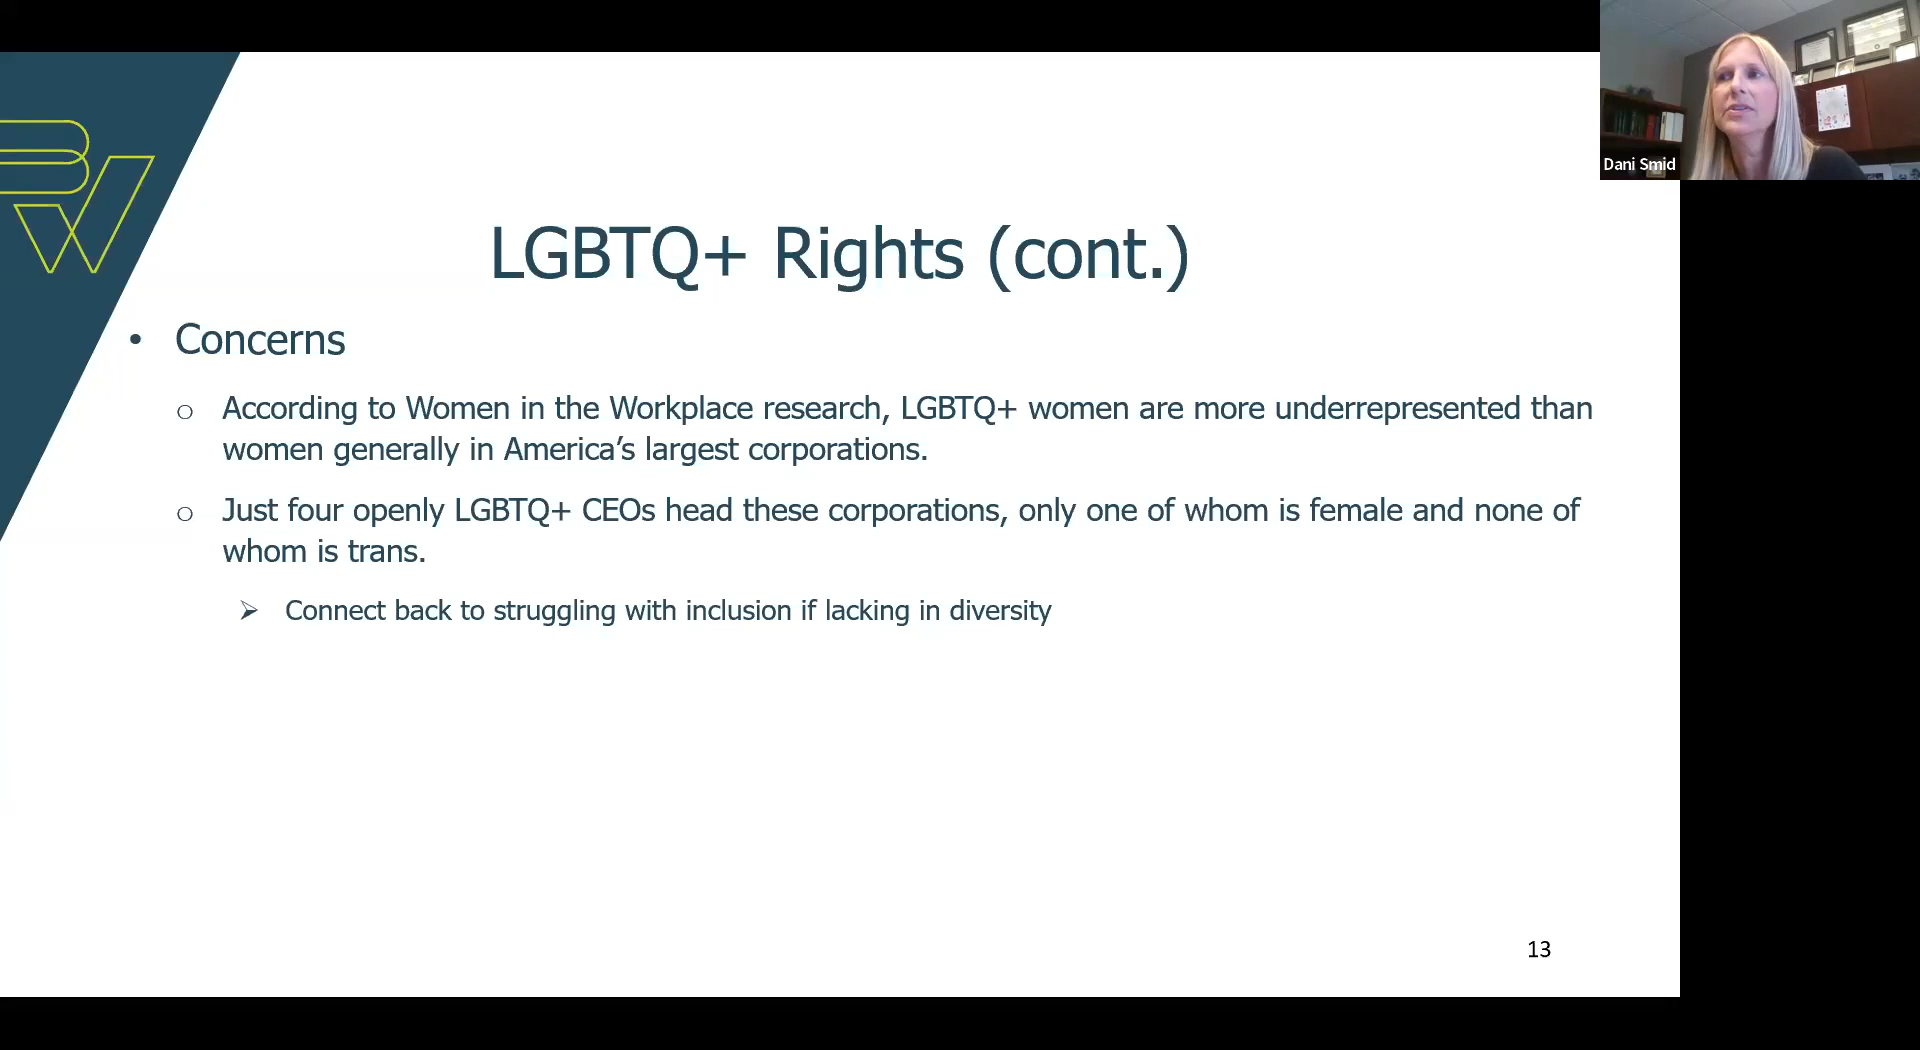 Dani Smid
LGBTQ+ Rights (cont.)
• Concerns
o According to Women in the Workplace research, LGBTQ+ women are more underrepresented than
women generally in America’s largest corporations.
o Just four openly LGBTQ+ CEOs head these corporations, only one of whom is female and none of
whom is trans.
➢ Connect back to struggling with inclusion if lacking in diversity
13